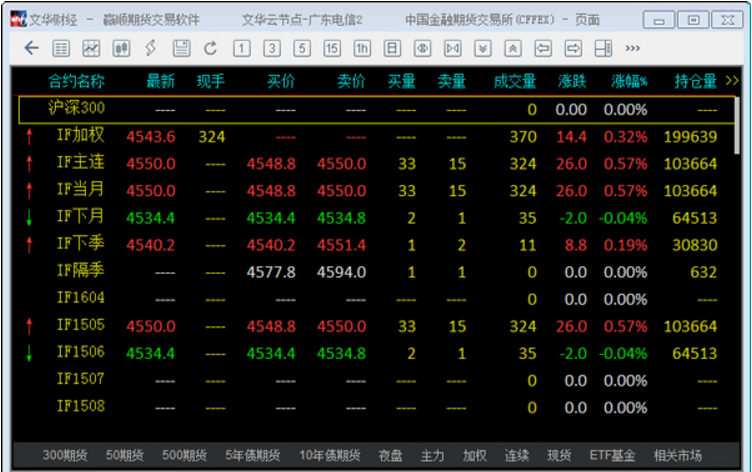 文华财经 - 赢顺期货交易软件 文华云节点-广东电信2 中国金融期货交易所(CFFEX) - 页面
1 3 5 15 1h 日
合约名称 最新 现手 买价 卖价 买量 卖量 成交量 涨跌 涨幅% 持仓量 >>
沪深300 ---- ---- ---- ---- ---- ---- 0 0.00 0.00% ----
IF加权 4543.6 324 ---- ---- ---- ---- 370 14.4 0.32% 199639
IF主连 4550.0 ---- 4548.8 4550.0 33 15 324 26.0 0.57% 103664
IF当月 4550.0 ---- 4548.8 4550.0 33 15 324 26.0 0.57% 103664
IF下月 4534.4 ---- 4534.4 4534.8 2 1 35 -2.0 -0.04% 64513
IF下季 4540.2 ---- 4540.2 4551.4 1 2 11 8.8 0.19% 30830
IF隔季 ---- ---- 4577.8 4594.0 1 1 0 0.0 0.00% 632
IF1604 ---- ---- ---- ---- ---- ---- 0 0.0 0.00% ----
IF1505 4550.0 ---- 4548.8 4550.0 33 15 324 26.0 0.57% 103664
IF1506 4534.4 ---- 4534.4 4534.8 2 1 35 -2.0 -0.04% 64513
IF1507 ---- ---- ---- ---- ---- ---- 0 0.0 0.00% ----
IF1508 ---- ---- ---- ---- ---- ---- 0 0.0 0.00% ----
300期货 50期货 500期货 5年债期货 10年债期货 夜盘 主力 加权 连续 现货 ETF基金 相关市场